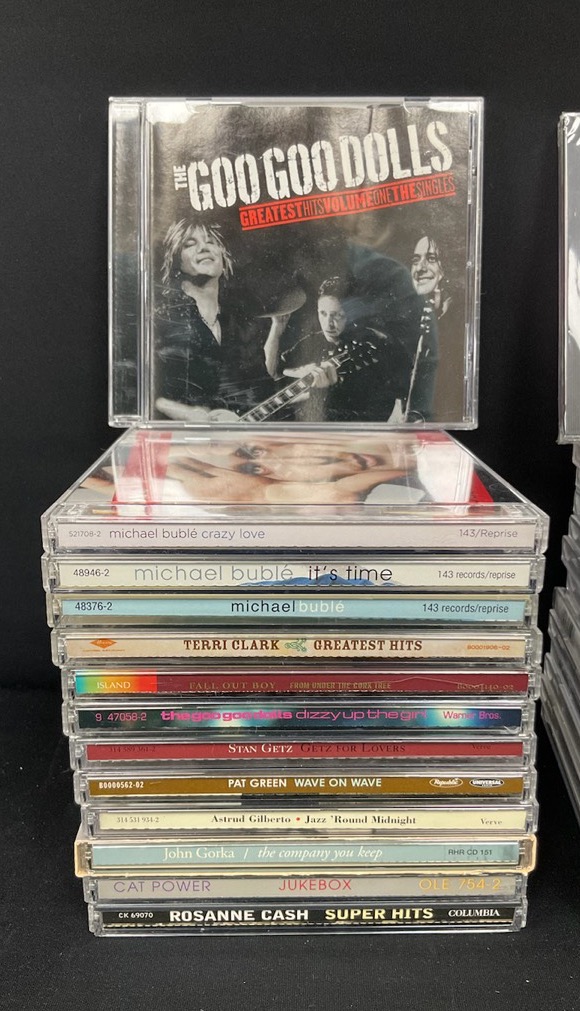 THE GOO GOO DOLLS
GREATEST HITS VOLUME ONE THE SINGLES
521708-2 michael bublé crazy love 143/Reprise
48946-2 michael bublé it's time 143 records/reprise
48376-2 michael bublé 143 records/reprise
TERRI CLARK GREATEST HITS B0001906-02
ISLAND FALL OUT BOY FROM UNDER THE CORK TREE B0004140-02
9 47058-2 the goo goo dolls dizzy up the girl Warner Bros.
STAN GETZ GETZ FOR LOVERS Verve
B0000562-02 PAT GREEN WAVE ON WAVE Republic UNIVERSAL
314 531 934-2 Astrud Gilberto • Jazz 'Round Midnight Verve
John Gorka / the company you keep RHR CD 151
CAT POWER JUKEBOX OLE 754-2
CK 69070 ROSANNE CASH SUPER HITS COLUMBIA